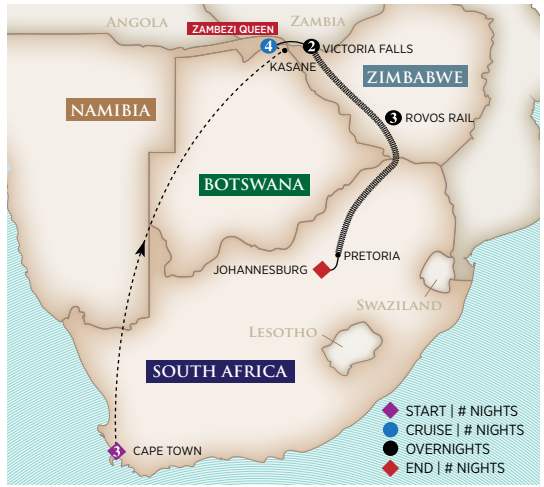 ANGOLA
ZAMBIA
ZAMBEZI QUEEN
4
2
VICTORIA FALLS
KASANE
ZIMBABWE
NAMIBIA
3
ROVOS RAIL
BOTSWANA
PRETORIA
JOHANNESBURG
SWAZILAND
LESOTHO
SOUTH AFRICA
START | # NIGHTS
CRUISE | # NIGHTS
OVERNIGHTS
END | # NIGHTS
3
CAPE TOWN